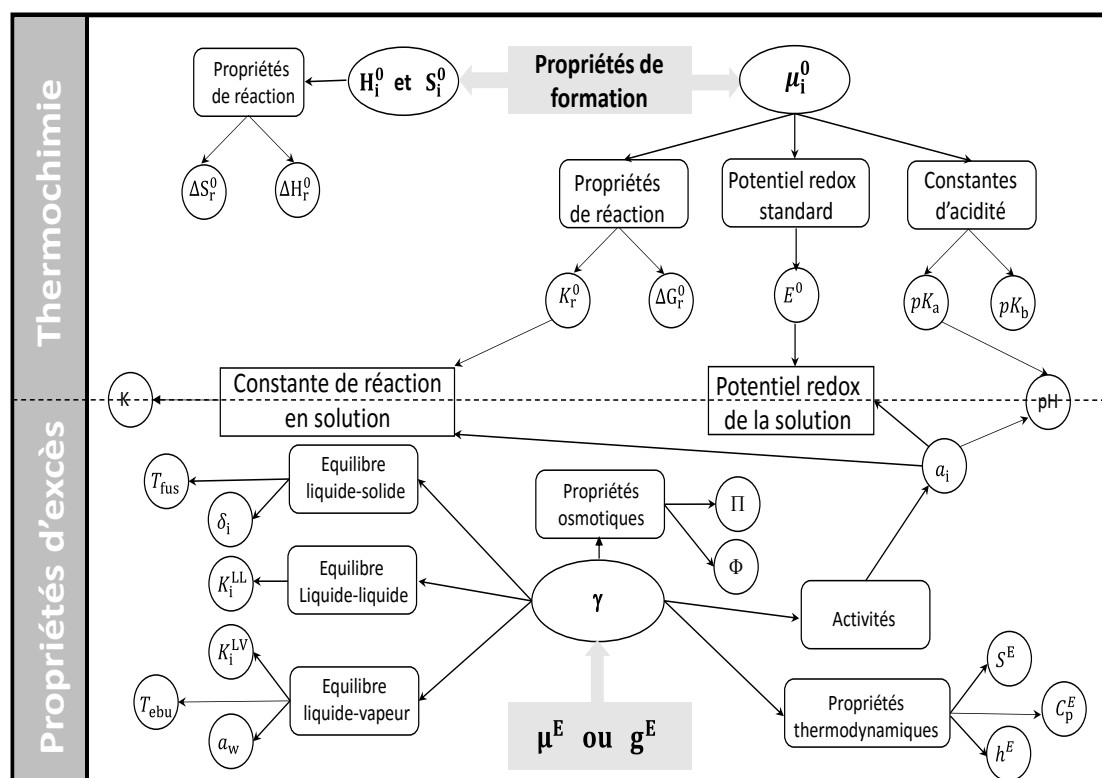 Thermochimie
Propriétés d'excès
Propriétés
de réaction
H_i^0 et S_i^0
Propriétés de
formation
μ_i^0
ΔS_r^0
ΔH_r^0
Propriétés
de réaction
Potentiel redox
standard
Constantes
d'acidité
K_r^0
ΔG_r^0
E^0
pK_a
pK_b
Constante de réaction
en solution
Potentiel redox
de la solution
K
pH
a_i
Equilibre
liquide-solide
T_fus
δ_i
Propriétés
osmotiques
Π
Φ
Equilibre
Liquide-liquide
K_i^LL
γ
Activités
K_i^LV
Equilibre
liquide-vapeur
T_ebu
a_w
μ^E ou g^E
Propriétés
thermodynamiques
S^E
C_p^E
h^E